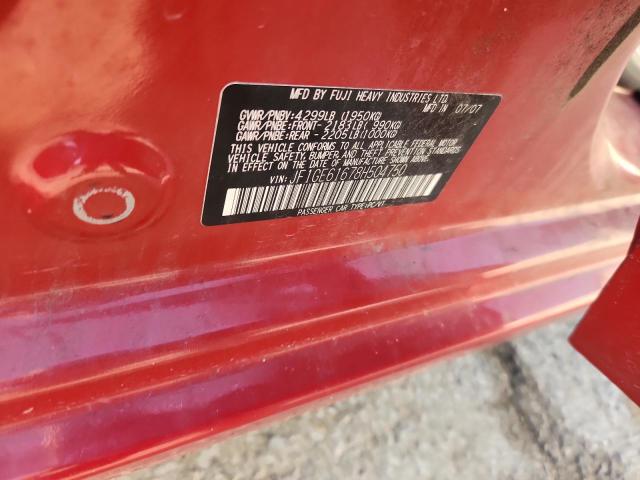 MFD BY FUJI HEAVY INDUSTRIES LTD.
MFD IN 07/07
GVWR/PNBV: 4299LB (1950KG)
GAWR/PNBE: FRONT- 2183LB( 990KG)
GAWR/PNBE: REAR - 2205LB(1000KG)
THIS VEHICLE CONFORMS TO ALL APPLICABLE
FEDERAL MOTOR VEHICLE SAFETY, BUMPER
AND THEFT PREVENTION STANDARDS
IN EFFECT ON THE DATE OF MANUFACTURE SHOWN ABOVE.
VIN: JF1GE61678H504750
PASSENGER CAR TYPE:PC/VT